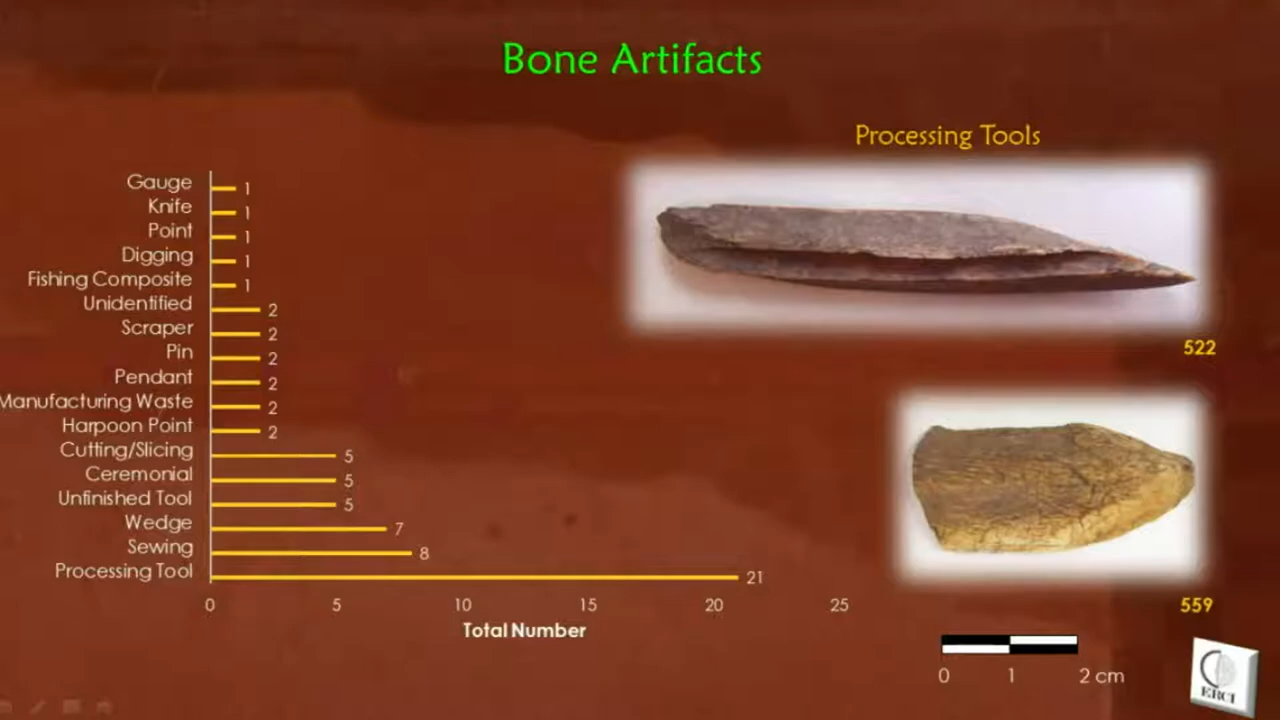 Bone Artifacts
Processing Tools
Gauge 1
Knife 1
Point 1
Digging 1
Fishing Composite 1
Unidentified 2
Scraper 2
Pin 2
Pendant 2
Manufacturing Waste 2
Harpoon Point 2
Cutting/Slicing 5
Ceremonial 5
Unfinished Tool 5
Wedge 7
Sewing 8
Processing Tool 21
0 5 10 15 20 25
Total Number
522
559
0 1 2 cm